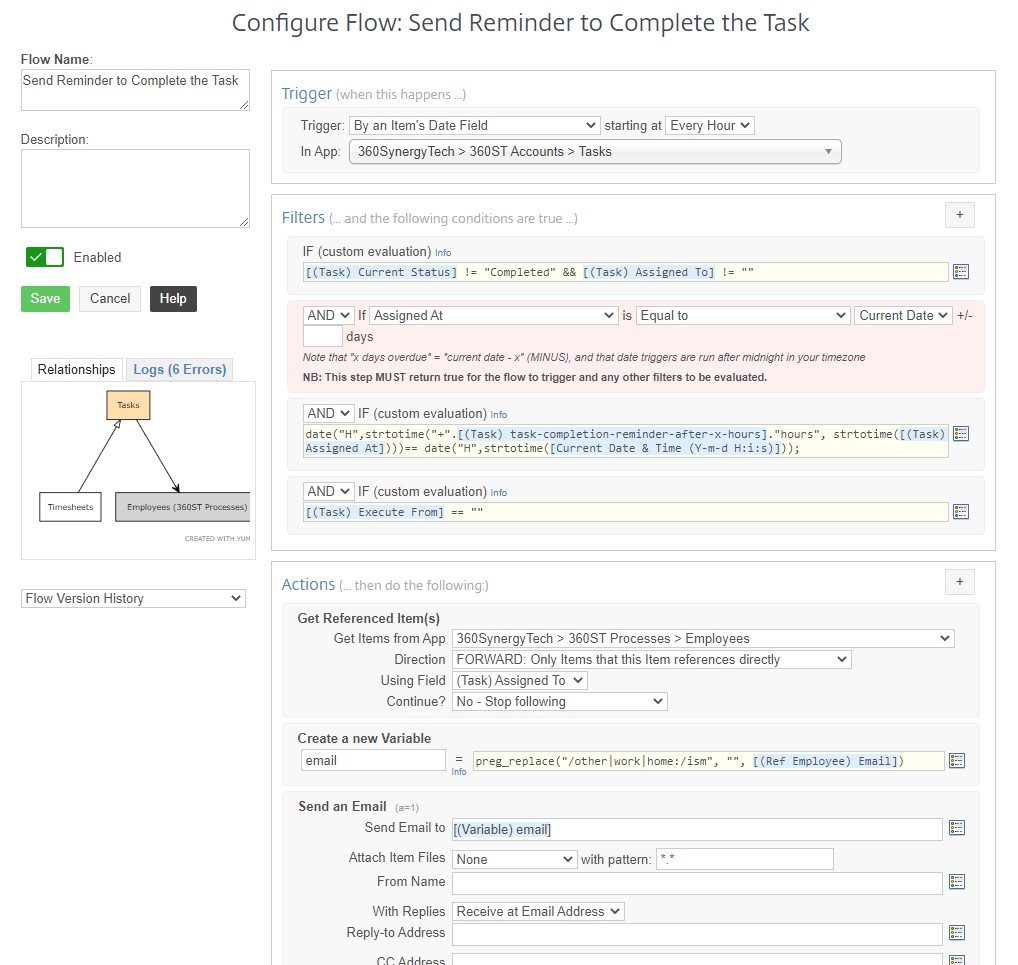 Configure Flow: Send Reminder to Complete the Task
Flow Name:
Send Reminder to Complete the Task
Description:
Enabled
Save Cancel Help
Relationships Logs (6 Errors)
Tasks
Timesheets Employees (360ST Processes)
CREATED WITH YUM
Flow Version History
Trigger (when this happens ...)
Trigger: By an Item's Date Field starting at Every Hour
In App: 360SynergyTech > 360ST Accounts > Tasks
Filters (... and the following conditions are true ...)
+
IF (custom evaluation) Info
[(Task) Current Status] != "Completed" && [(Task) Assigned To] != ""
AND If Assigned At is Equal to Current Date +/-
days
Note that "x days overdue" = "current date - x" (MINUS), and that date triggers are run after midnight in your timezone
NB: This step MUST return true for the flow to trigger and any other filters to be evaluated.
AND IF (custom evaluation) Info
date("H",strtotime("+".[(Task) task-completion-reminder-after-x-hours]."hours", strtotime([(Task)
Assigned At])))== date("H",strtotime([Current Date & Time (Y-m-d H:i:s)]));
AND IF (custom evaluation) Info
[(Task) Execute From] == ""
Actions (... then do the following:)
+
Get Referenced Item(s)
Get Items from App 360SynergyTech > 360ST Processes > Employees
Direction FORWARD: Only Items that this Item references directly
Using Field (Task) Assigned To
Continue? No - Stop following
Create a new Variable
email = preg_replace("/other|work|home:/ism", "", [(Ref Employee) Email])
Info
Send an Email (a=1)
Send Email to [(Variable) email]
Attach Item Files None with pattern: *.*
From Name
With Replies Receive at Email Address
Reply-to Address
CC Address